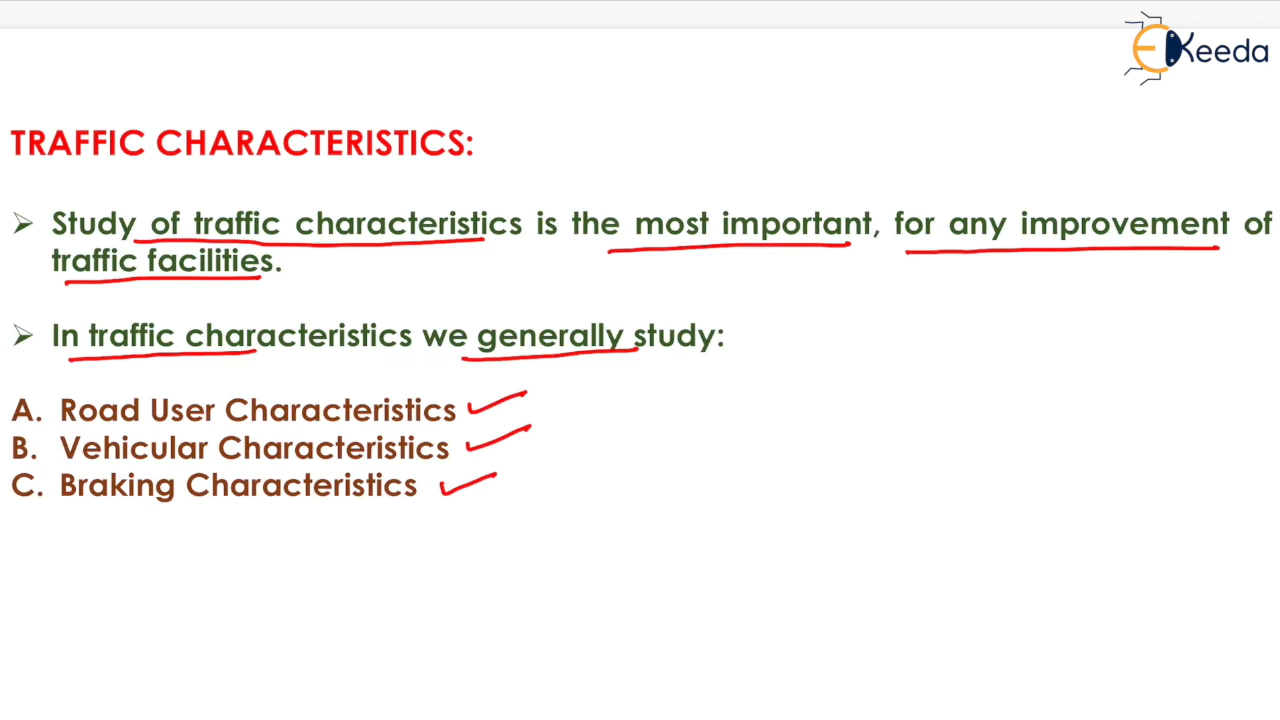 EKeeda
TRAFFIC CHARACTERISTICS:
➢ Study of traffic characteristics is the most important, for any improvement of
traffic facilities.
➢ In traffic characteristics we generally study:
A. Road User Characteristics
B. Vehicular Characteristics
C. Braking Characteristics